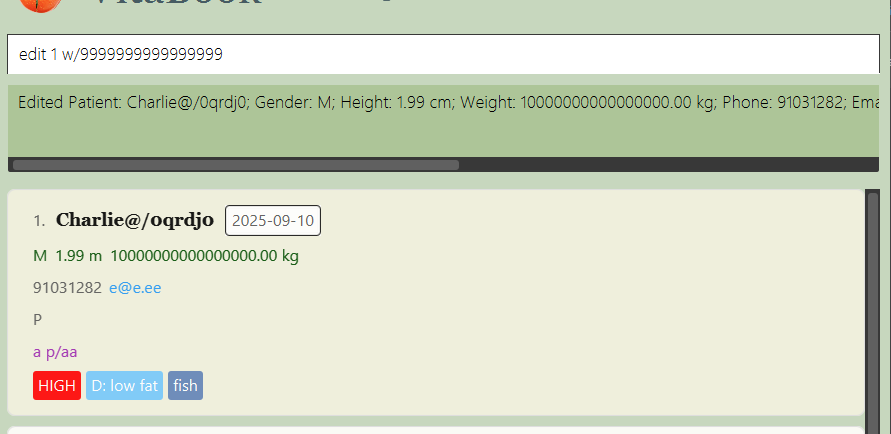 edit 1 w/9999999999999999
Edited Patient: Charlie@/0qrdj0; Gender: M; Height: 1.99 cm; Weight: 10000000000000000.00 kg; Phone: 91031282; Ema
1. Charlie@/0qrdj0 2025-09-10
M 1.99 m 10000000000000000.00 kg
91031282 e@e.ee
P
a p/aa
HIGH D: low fat fish